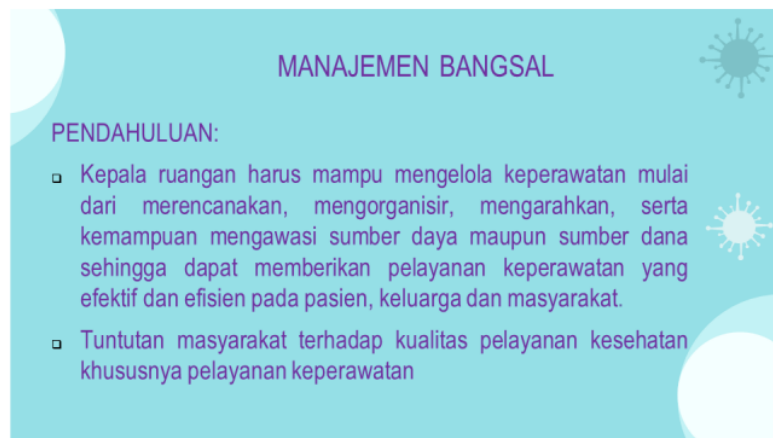 MANAJEMEN BANGSAL
PENDAHULUAN:
Kepala ruangan harus mampu mengelola keperawatan mulai
dari merencanakan, mengorganisir, mengarahkan, serta
kemampuan mengawasi sumber daya maupun sumber dana
sehingga dapat memberikan pelayanan keperawatan yang
efektif dan efisien pada pasien, keluarga dan masyarakat.
Tuntutan masyarakat terhadap kualitas pelayanan kesehatan
khususnya pelayanan keperawatan